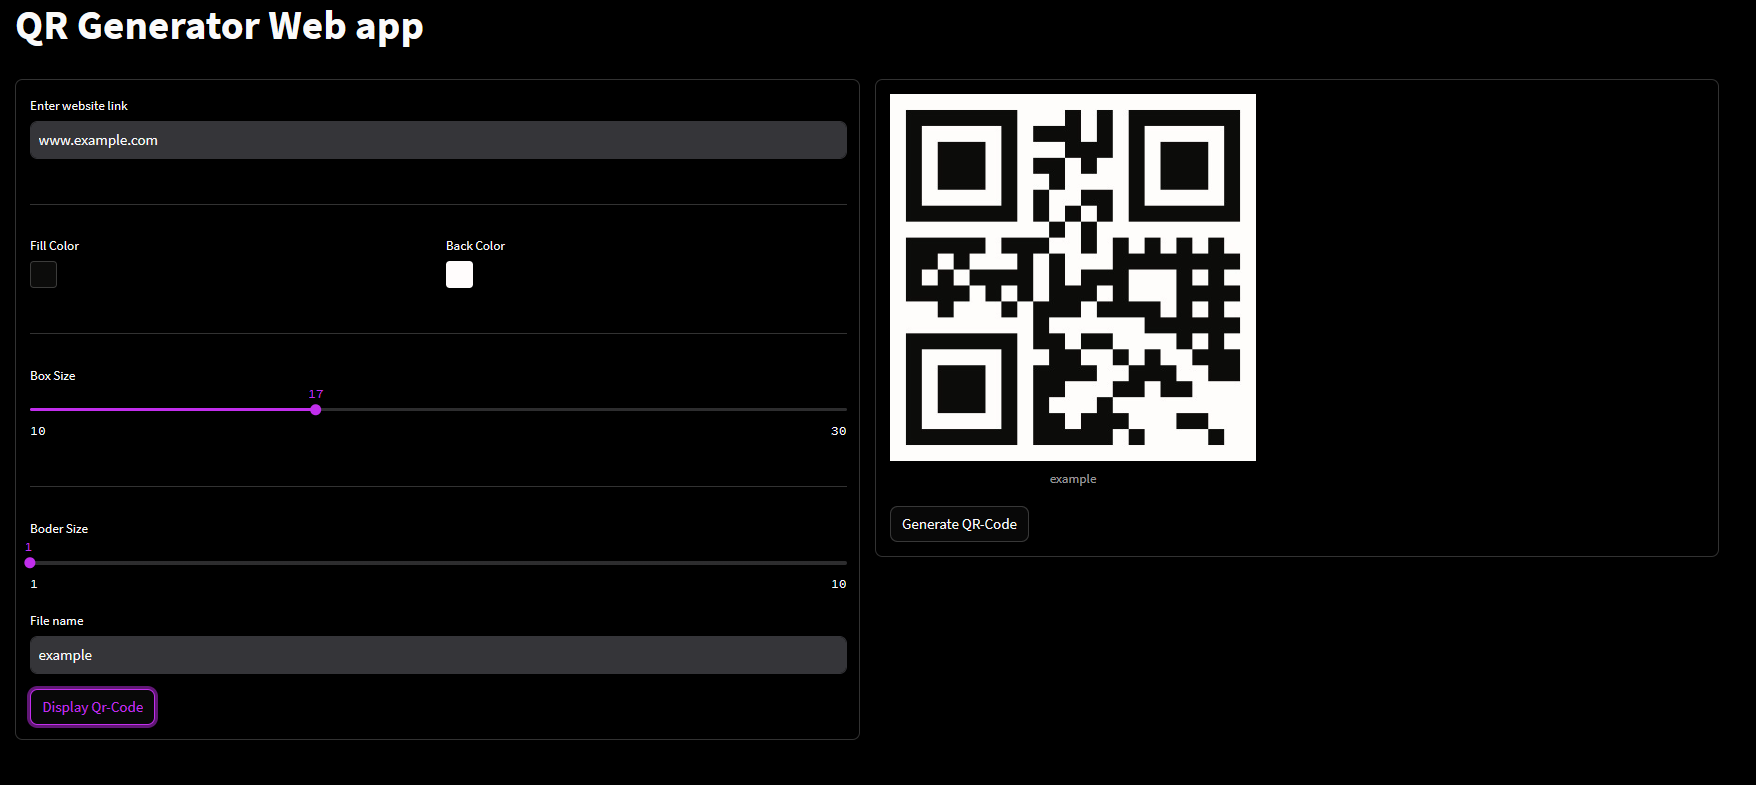 QR Generator Web app
Enter website link
www.example.com
Fill Color
Back Color
Box Size
17
10
30
Boder Size
1
1
10
File name
example
Display Qr-Code
example
Generate QR-Code